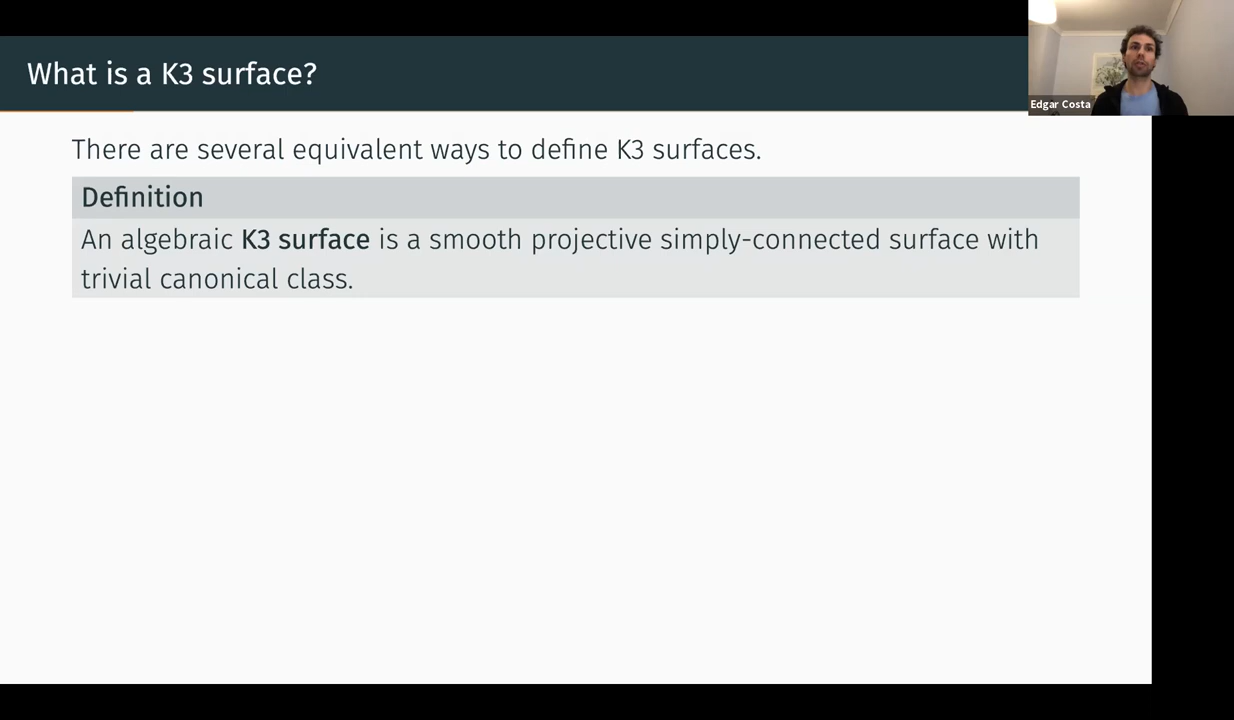 What is a K3 surface?
Edgar Costa
There are several equivalent ways to define K3 surfaces.
Definition
An algebraic K3 surface is a smooth projective simply-connected surface with
trivial canonical class.